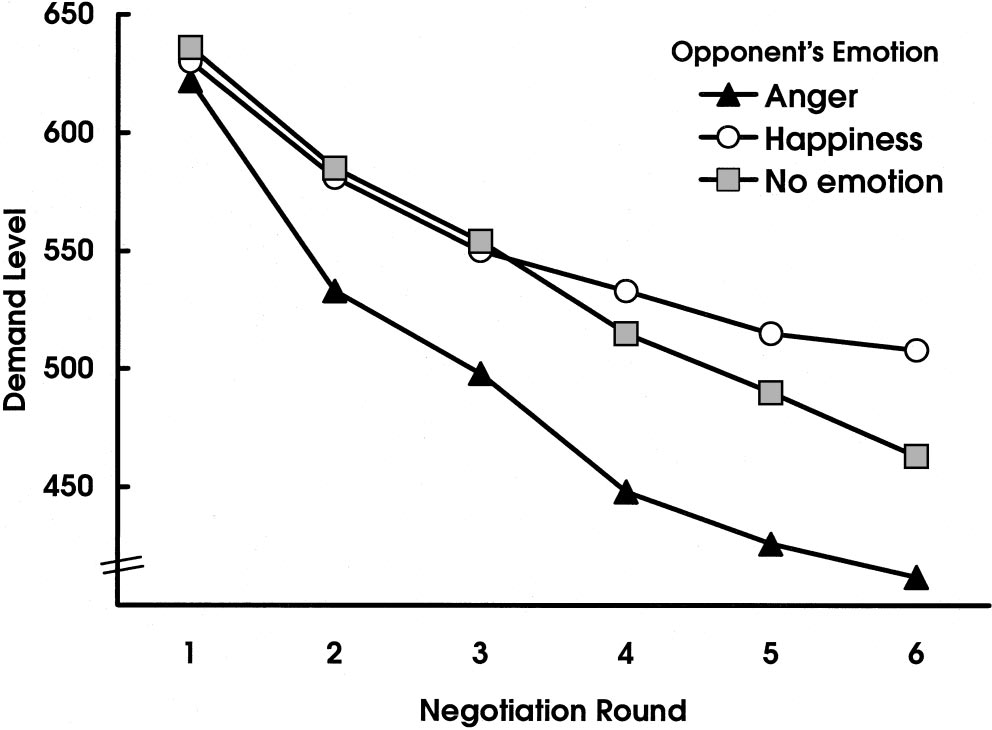 650
600
550
500
450
Demand Level
Opponent's Emotion
Anger
Happiness
No emotion
1 2 3 4 5 6
Negotiation Round